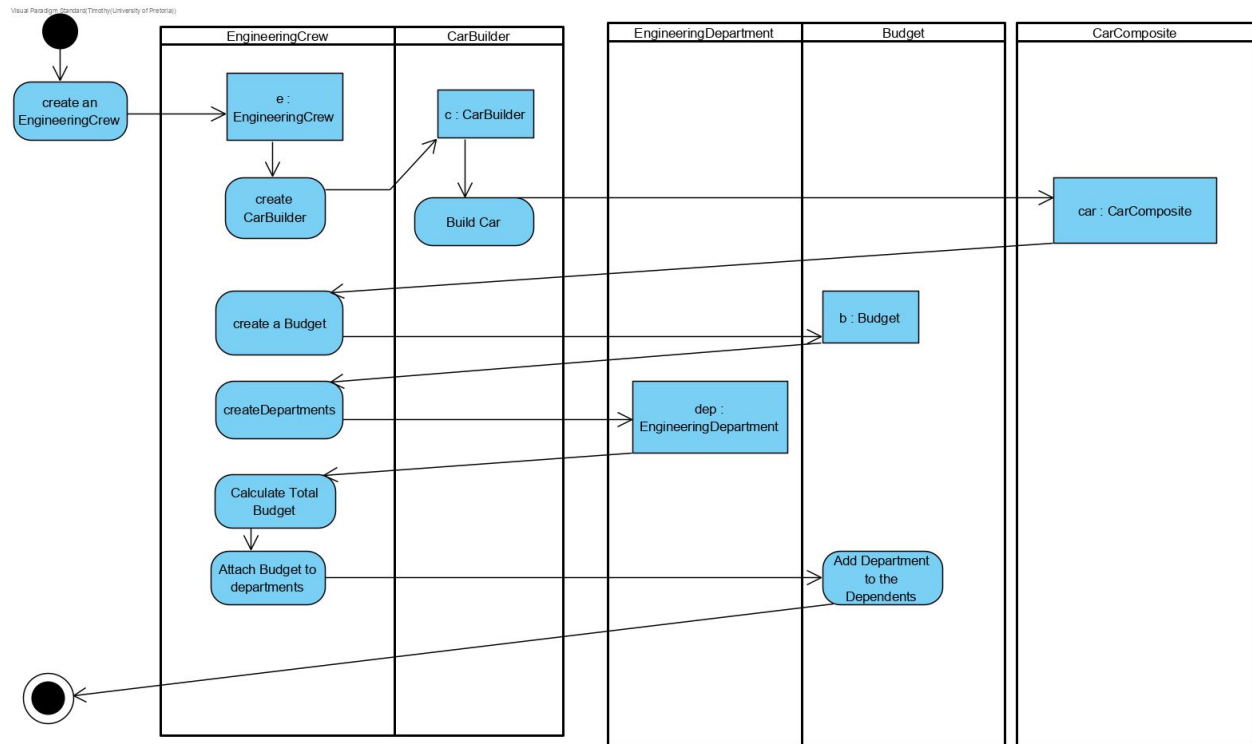 Visual Paradigm Standard(Timothy(University of Pretoria))
EngineeringCrew
CarBuilder
EngineeringDepartment
Budget
CarComposite
create an
EngineeringCrew
e :
EngineeringCrew
c : CarBuilder
create
CarBuilder
Build Car
car : CarComposite
create a Budget
b : Budget
createDepartments
dep :
EngineeringDepartment
Calculate Total
Budget
Attach Budget to
departments
Add Department
to the
Dependents